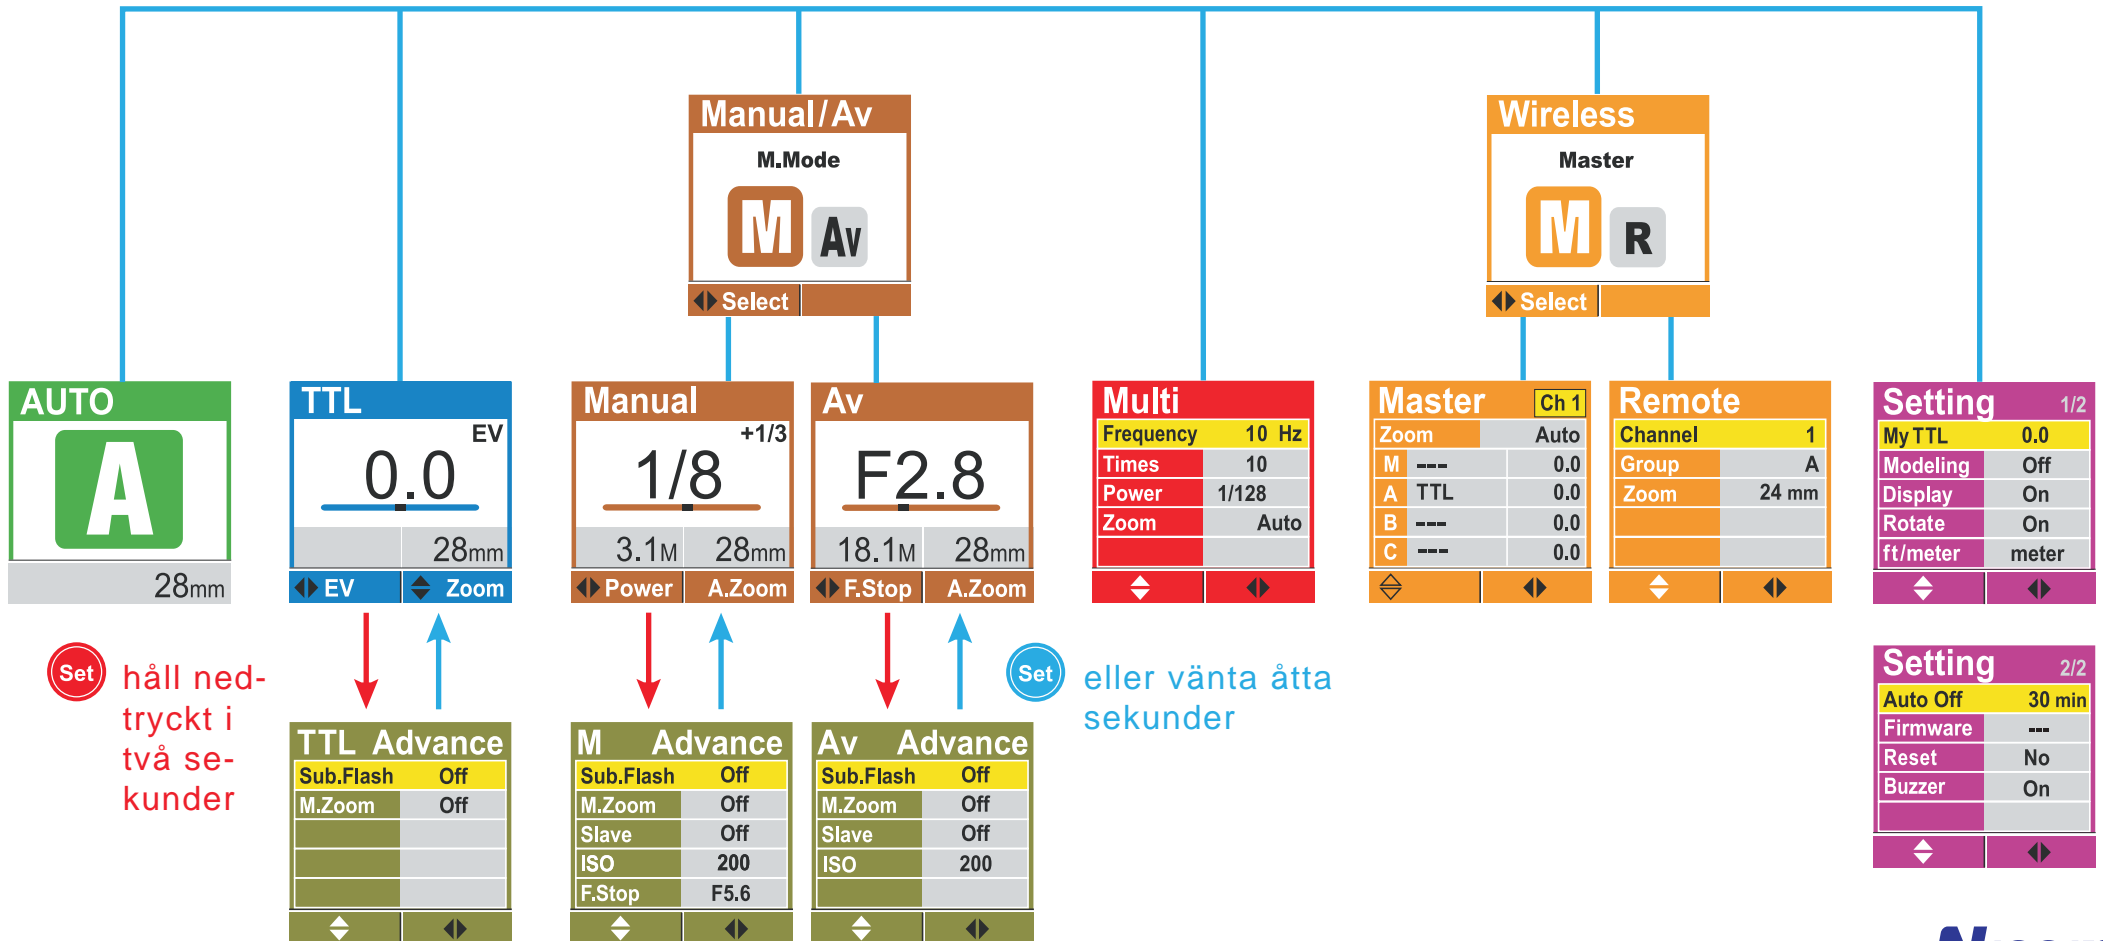 Manual/Av
M.Mode
M Av
Select
Wireless
Master
M R
Select
AUTO
A
28mm
TTL
EV
0.0
28mm
EV Zoom
Manual
+1/3
1/8
3.1M 28mm
Power A.Zoom
Av
F2.8
18.1M 28mm
F.Stop A.Zoom
Multi
Frequency 10 Hz
Times 10
Power 1/128
Zoom Auto
Master Ch 1
Zoom Auto
M --- 0.0
A TTL 0.0
B --- 0.0
C --- 0.0
Remote
Channel 1
Group A
Zoom 24 mm
Setting 1/2
My TTL 0.0
Modeling Off
Display On
Rotate On
ft/meter meter
Set håll ned-
tryckt i
två se-
kunder
Set eller vänta åtta
sekunder
TTL Advance
Sub.Flash Off
M.Zoom Off
M Advance
Sub.Flash Off
M.Zoom Off
Slave Off
ISO 200
F.Stop F5.6
Av Advance
Sub.Flash Off
M.Zoom Off
Slave Off
ISO 200
Setting 2/2
Auto Off 30 min
Firmware ---
Reset No
Buzzer On